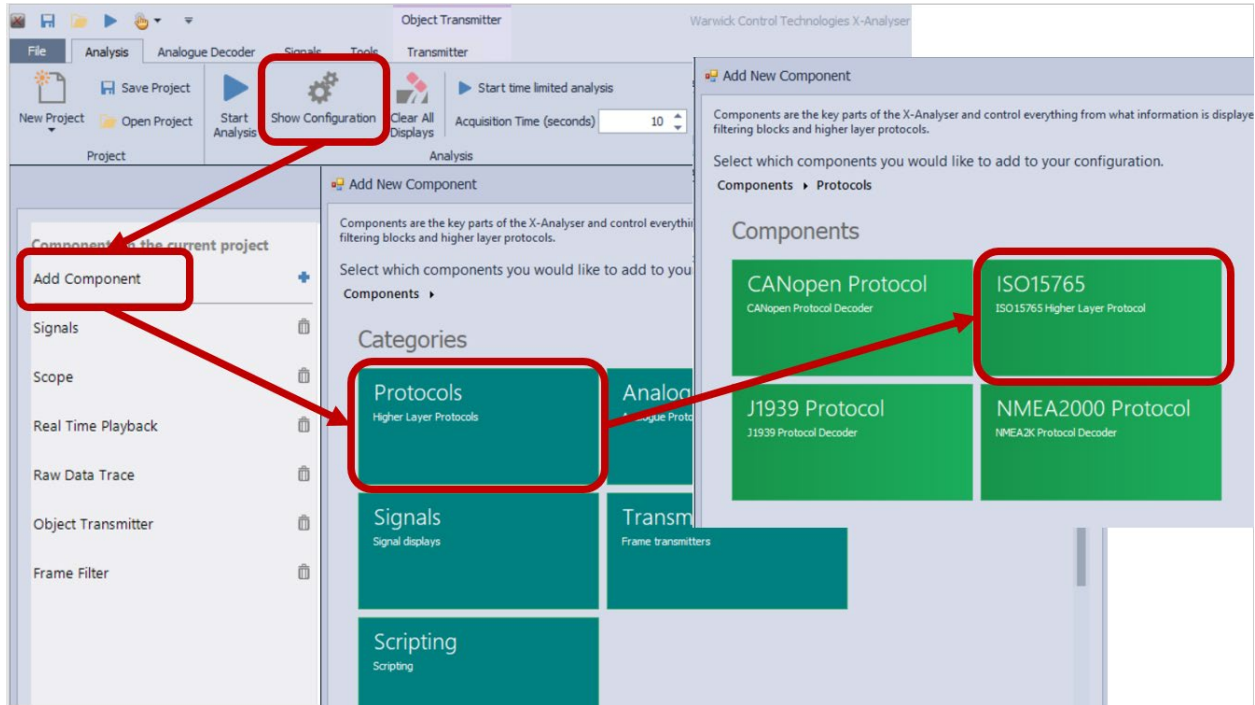 Object Transmitter
Warwick Control Technologies X-Analyser
File
Analysis
Analogue Decoder
Signals
Tools
Transmitter
New Project
Save Project
Open Project
Project
Start
Analysis
Show Configuration
Clear All
Displays
Start time limited analysis
Acquisition Time (seconds)
10
Analysis
Components in the current project
Add Component
Signals
Scope
Real Time Playback
Raw Data Trace
Object Transmitter
Frame Filter
Add New Component
Components are the key parts of the X-Analyser and control everythi
filtering blocks and higher layer protocols.
Select which components you would like to add to you
Components
Categories
Protocols
Higher Layer Protocols
Analog
Analogue Proto
Signals
Signal displays
Transm
Frame transmitters
Scripting
Scripting
Add New Component
Components are the key parts of the X-Analyser and control everything from what information is displaye
filtering blocks and higher layer protocols.
Select which components you would like to add to your configuration.
Components Protocols
Components
CANopen Protocol
CANopen Protocol Decoder
ISO15765
ISO15765 Higher Layer Protocol
J1939 Protocol
J1939 Protocol Decoder
NMEA2000 Protocol
NMEA2K Protocol Decoder